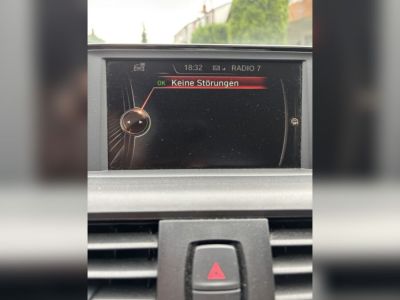 18:32 RADIO 7
OK Keine Störungen